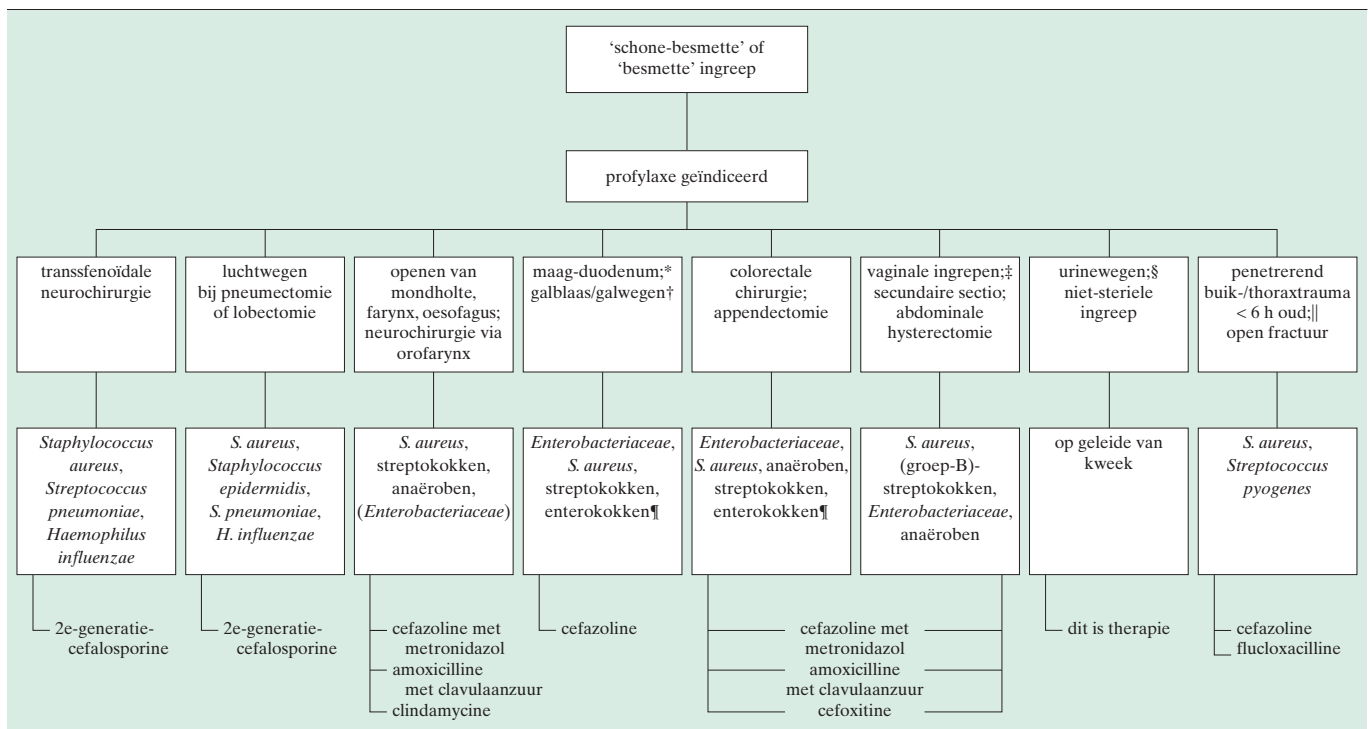 ‘schone-besmette’ of
‘besmette’ ingreep
profylaxe geïndiceerd
transsfenoïdale
neurochirurgie
luchtwegen
bij pneumectomie
of lobectomie
openen van
mondholte,
farynx, oesofagus;
neurochirurgie via
orofarynx
maag-duodenum;*
galblaas/galwegen†
colorectale
chirurgie;
appendectomie
vaginale ingrepen;‡
secundaire sectio;
abdominale
hysterectomie
urinewegen;§
niet-steriele
ingreep
penetrerend
buik-/thoraxtrauma
< 6 h oud;||
open fractuur
Staphylococcus
aureus,
Streptococcus
pneumoniae,
Haemophilus
influenzae
S. aureus,
Staphylococcus
epidermidis,
S. pneumoniae,
H. influenzae
S. aureus,
streptokokken,
anaëroben,
(Enterobacteriaceae)
Enterobacteriaceae,
S. aureus,
streptokokken,
enterokokken¶
Enterobacteriaceae,
S. aureus, anaëroben,
streptokokken,
enterokokken¶
S. aureus,
(groep-B)-
streptokokken,
Enterobacteriaceae,
anaëroben
op geleide van
kweek
S. aureus,
Streptococcus
pyogenes
2e-generatie-
cefalosporine
2e-generatie-
cefalosporine
cefazoline met
metronidazol
amoxicilline
met clavulaanzuur
clindamycine
cefazoline
cefazoline met
metronidazol
amoxicilline
met clavulaanzuur
cefoxitine
dit is therapie
cefazoline
flucloxacilline